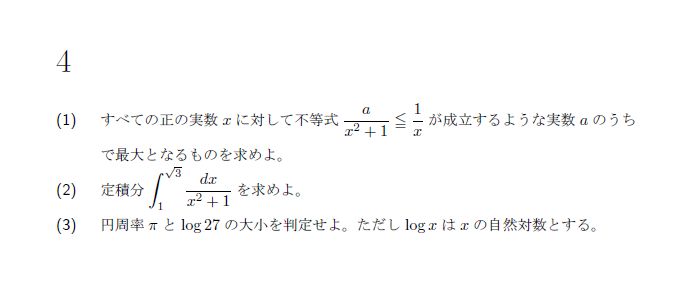 4
(1) すべての正の実数 x に対して不等式 \frac{a}{x^2+1} ≦ \frac{1}{x} が成立するような実数 a のうち
で最大となるものを求めよ。
(2) 定積分 \int_{1}^{\sqrt{3}} \frac{dx}{x^2+1} を求めよ。
(3) 円周率 π と log 27 の大小を判定せよ。ただし log x は x の自然対数とする。